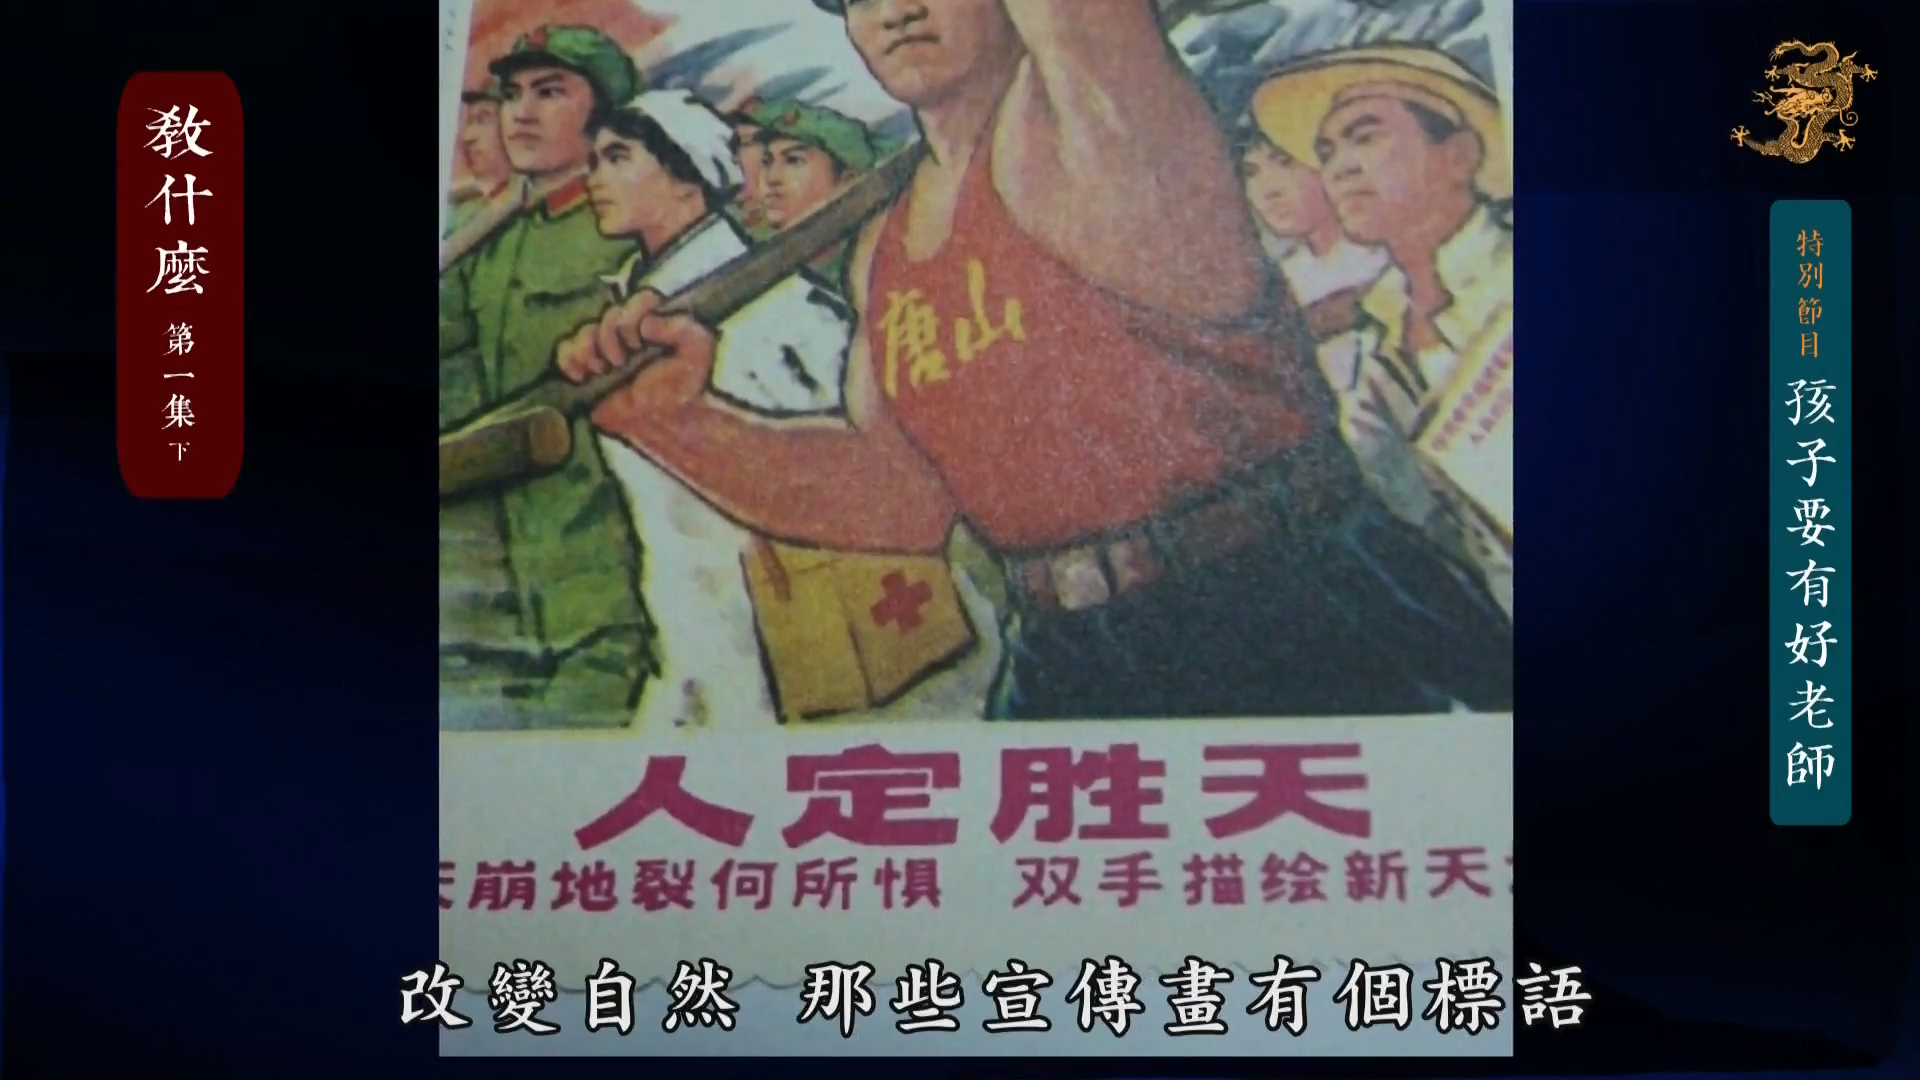 教什麼
第一集
下
特別節目
孩子要有好老師
唐山
人定胜天
天崩地裂何所惧 双手描绘新天
改變自然 那些宣傳畫有個標語